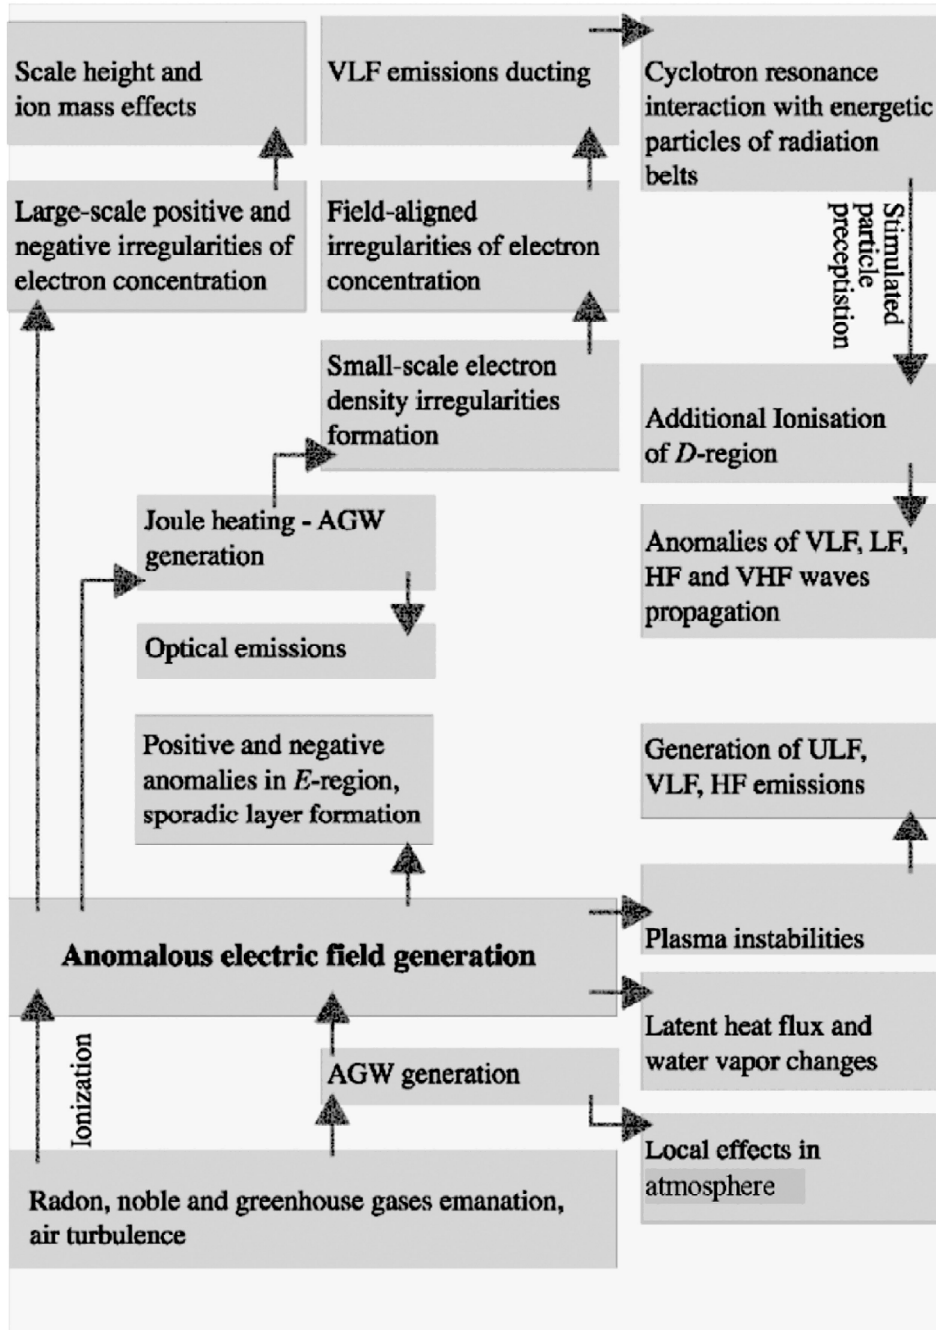 Scale height and
ion mass effects
VLF emissions ducting
Cyclotron resonance
interaction with energetic
particles of radiation
belts
Large-scale positive and
negative irregularities of
electron concentration
Field-aligned
irregularities of electron
concentration
Stimulated
particle
preceptistion
Small-scale electron
density irregularities
formation
Additional Ionisation
of D-region
Joule heating - AGW
generation
Anomalies of VLF, LF,
HF and VHF waves
propagation
Optical emissions
Positive and negative
anomalies in E-region,
sporadic layer formation
Generation of ULF,
VLF, HF emissions
Anomalous electric field generation
Plasma instabilities
Latent heat flux and
water vapor changes
Ionization
AGW generation
Local effects in
atmosphere
Radon, noble and greenhouse gases emanation,
air turbulence